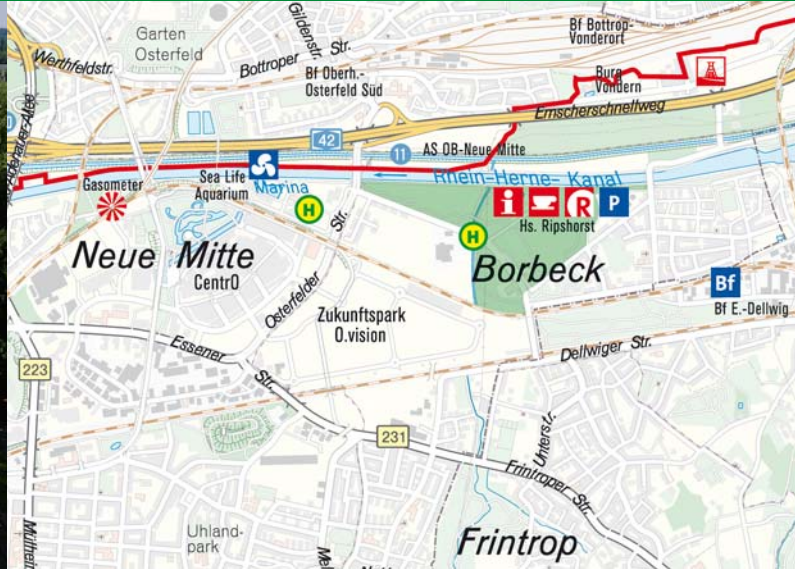 Garten
Osterfeld
Gildenstr.
Bottroper Str.
Werthfeldstr.
Bf Oberh.-
Osterfeld Süd
Bf Bottrop-
Vonderort
Burg
Vondern
Emscherschnellweg
42
11
AS OB-Neue Mitte
Sea Life
Aquarium
Marina
Rhein-Herne- Kanal
Gasometer
H
i
R
P
Hs. Ripshorst
H
Neue Mitte
CentrO
Borbeck
Bf
Bf E.-Dellwig
Osterfelder Str.
Zukunftspark
O.vision
Essener Str.
Dellwiger Str.
223
231
Unterstr.
Frintroper Str.
Uhland-
park
Frintrop